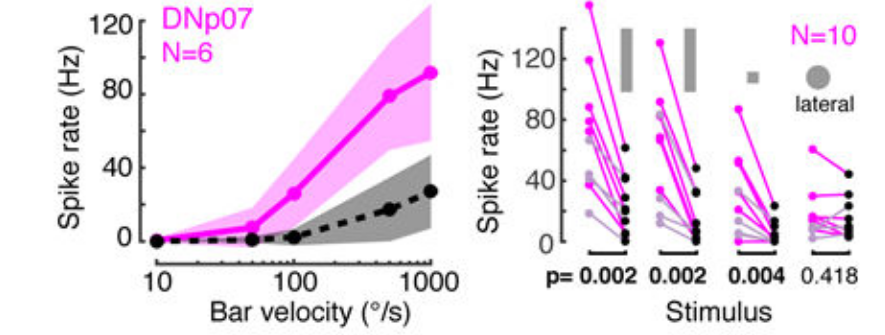 DNp07
N=6
120
80
40
0
Spike rate (Hz)
10 100 1000
Bar velocity (°/s)
N=10
lateral
120
80
40
0
Spike rate (Hz)
p= 0.002 0.002 0.004 0.418
Stimulus